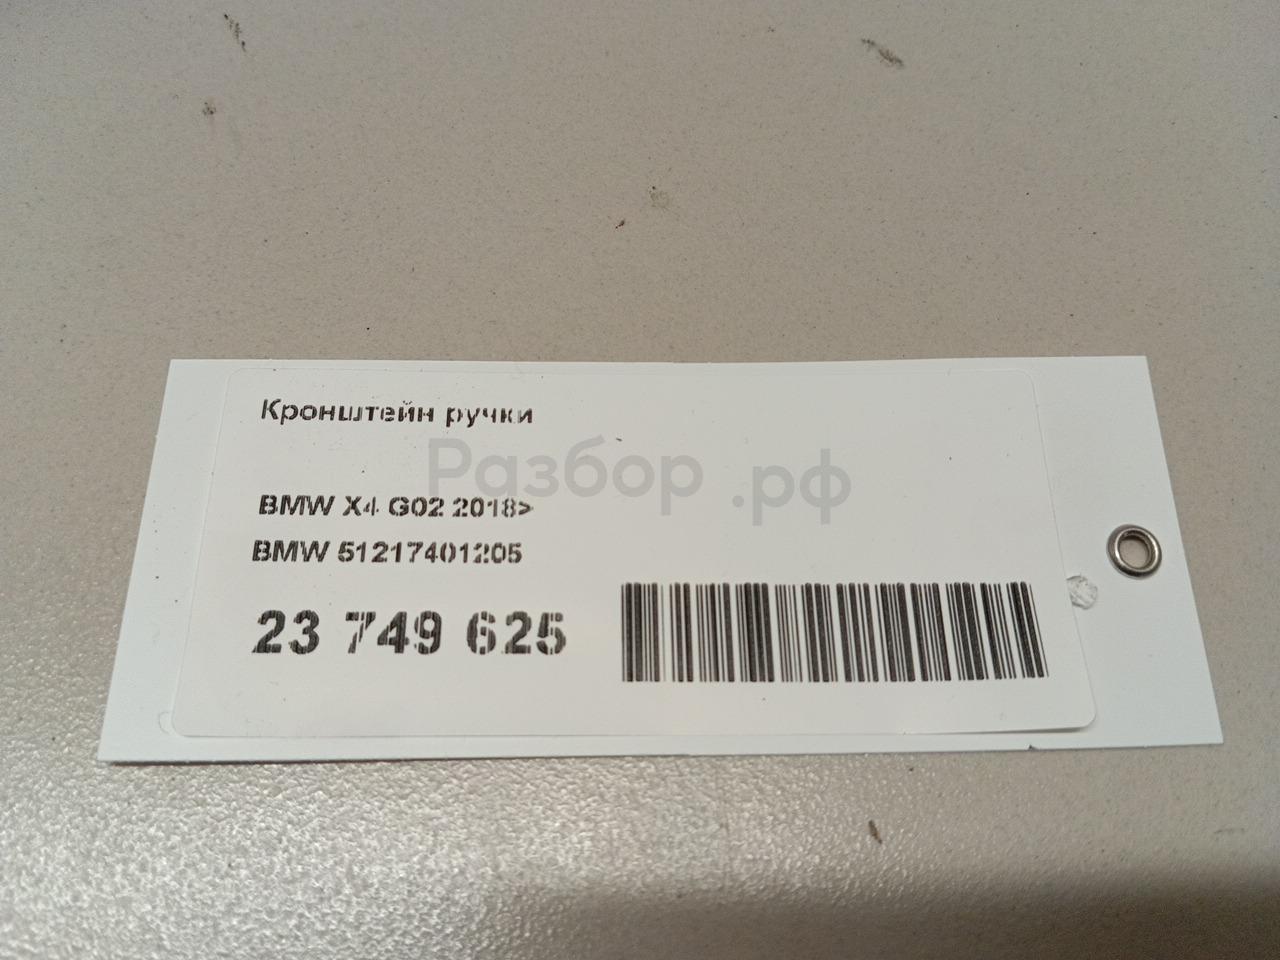 Кронштейн ручки
Разбор.рф
BMW X4 G02 2018>
BMW 51217401205
23 749 625